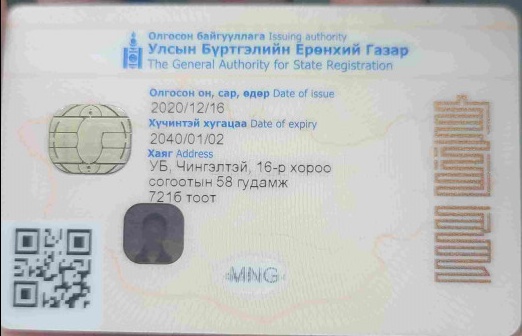 Олгосон байгууллага Issuing authority
Улсын Бүртгэлийн Ерөнхий Газар
The General Authority for State Registration
Олгосон он, сар, өдөр Date of issue
2020/12/16
Хүчинтэй хугацаа Date of expiry
2040/01/02
Хаяг Address
УБ, Чингэлтэй, 16-р хороо
согоотын 58 гудамж
721б тоот
MNG